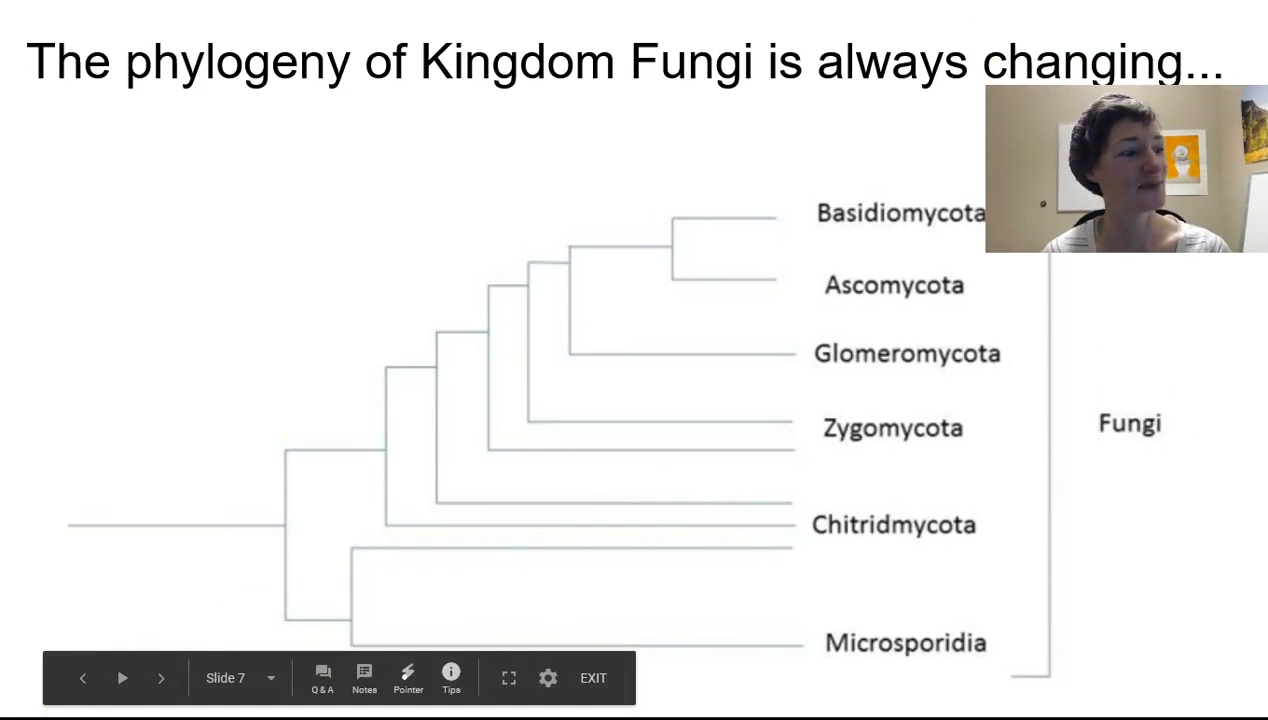 The phylogeny of Kingdom Fungi is always changing...
Basidiomycota
Ascomycota
Glomeromycota
Zygomycota
Fungi
Chitridmycota
Microsporidia
Slide 7
Q & A
Notes
Pointer
Tips
EXIT